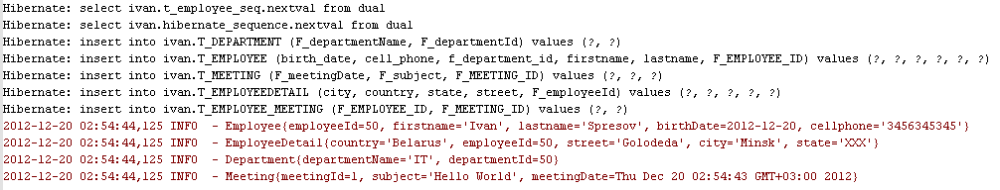 Hibernate: select ivan.t_employee_seq.nextval from dual
Hibernate: select ivan.hibernate_sequence.nextval from dual
Hibernate: insert into ivan.T_DEPARTMENT (F_departmentName, F_departmentId) values (?, ?)
Hibernate: insert into ivan.T_EMPLOYEE (birth_date, cell_phone, f_department_id, firstname, lastname, F_EMPLOYEE_ID) values (?, ?, ?, ?, ?, ?)
Hibernate: insert into ivan.T_MEETING (F_meetingDate, F_subject, F_MEETING_ID) values (?, ?, ?)
Hibernate: insert into ivan.T_EMPLOYEEDETAIL (city, country, state, street, F_employeeId) values (?, ?, ?, ?, ?)
Hibernate: insert into ivan.T_EMPLOYEE_MEETING (F_EMPLOYEE_ID, F_MEETING_ID) values (?, ?)
2012-12-20 02:54:44,125 INFO  - Employee{employeeId=50, firstname='Ivan', lastname='Spresov', birthDate=2012-12-20, cellphone='3456345345'}
2012-12-20 02:54:44,125 INFO  - EmployeeDetail{country='Belarus', employeeId=50, street='Golodeda', city='Minsk', state='XXX'}
2012-12-20 02:54:44,125 INFO  - Department{departmentName='IT', departmentId=50}
2012-12-20 02:54:44,125 INFO  - Meeting{meetingId=1, subject='Hello World', meetingDate=Thu Dec 20 02:54:43 GMT+03:00 2012}